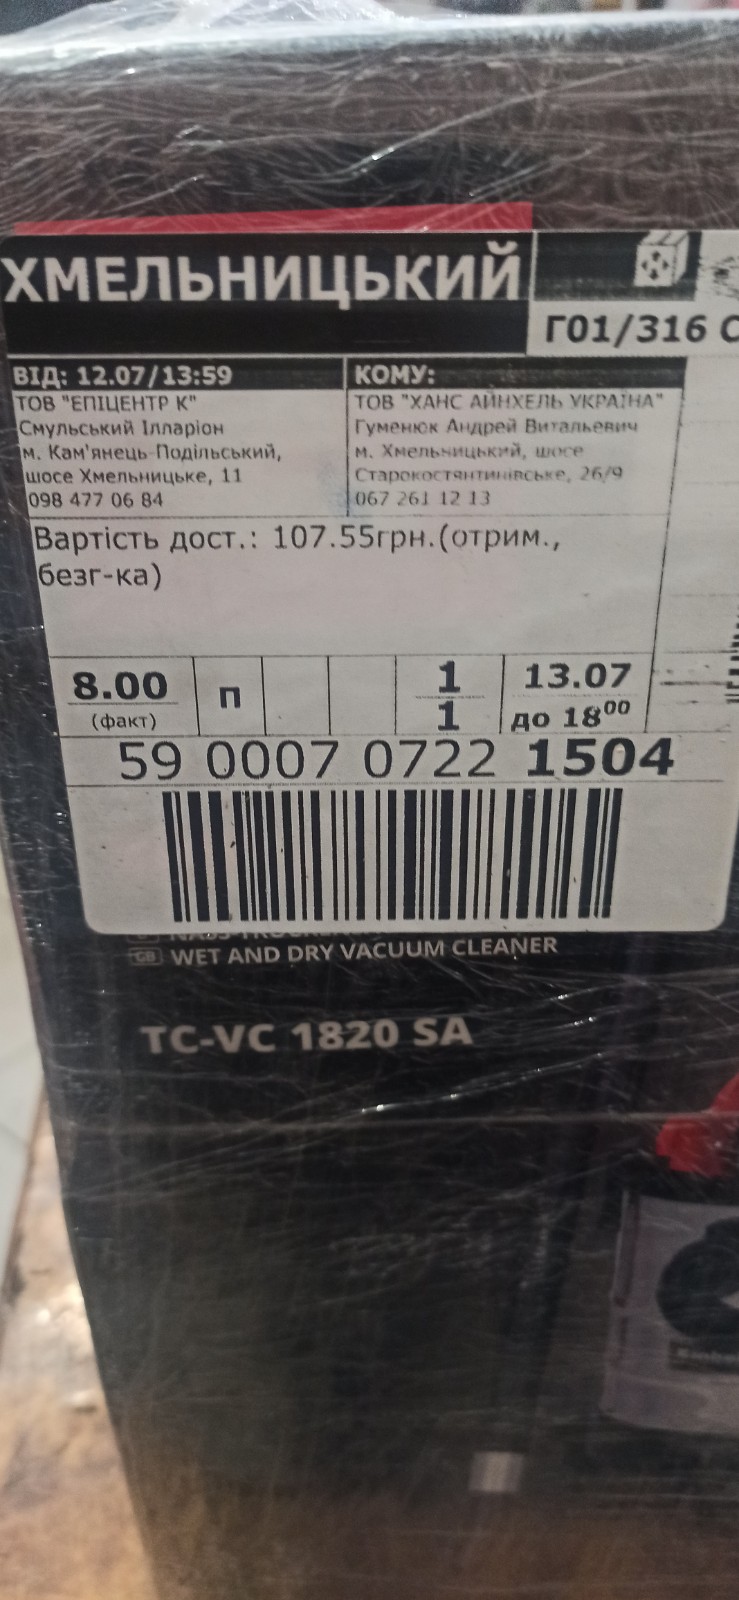 ХМЕЛЬНИЦЬКИЙ
Г01/316 С
ВІД: 12.07/13:59
ТОВ "ЕПІЦЕНТР К"
Смульський Ілларіон
м. Кам'янець-Подільський,
шосе Хмельницьке, 11
098 477 06 84
КОМУ:
ТОВ "ХАНС АЙНХЕЛЬ УКРАЇНА"
Гуменюк Андрей Витальевич
м. Хмельницький, шосе
Старокостянтинівське, 26/9
067 261 12 13
Вартість дост.: 107.55грн.(отрим.,
безг-ка)
8.00
(факт)
П
1
1
13.07
до 18⁰⁰
59 0007 0722 1504
GB WET AND DRY VACUUM CLEANER
TC-VC 1820 SA